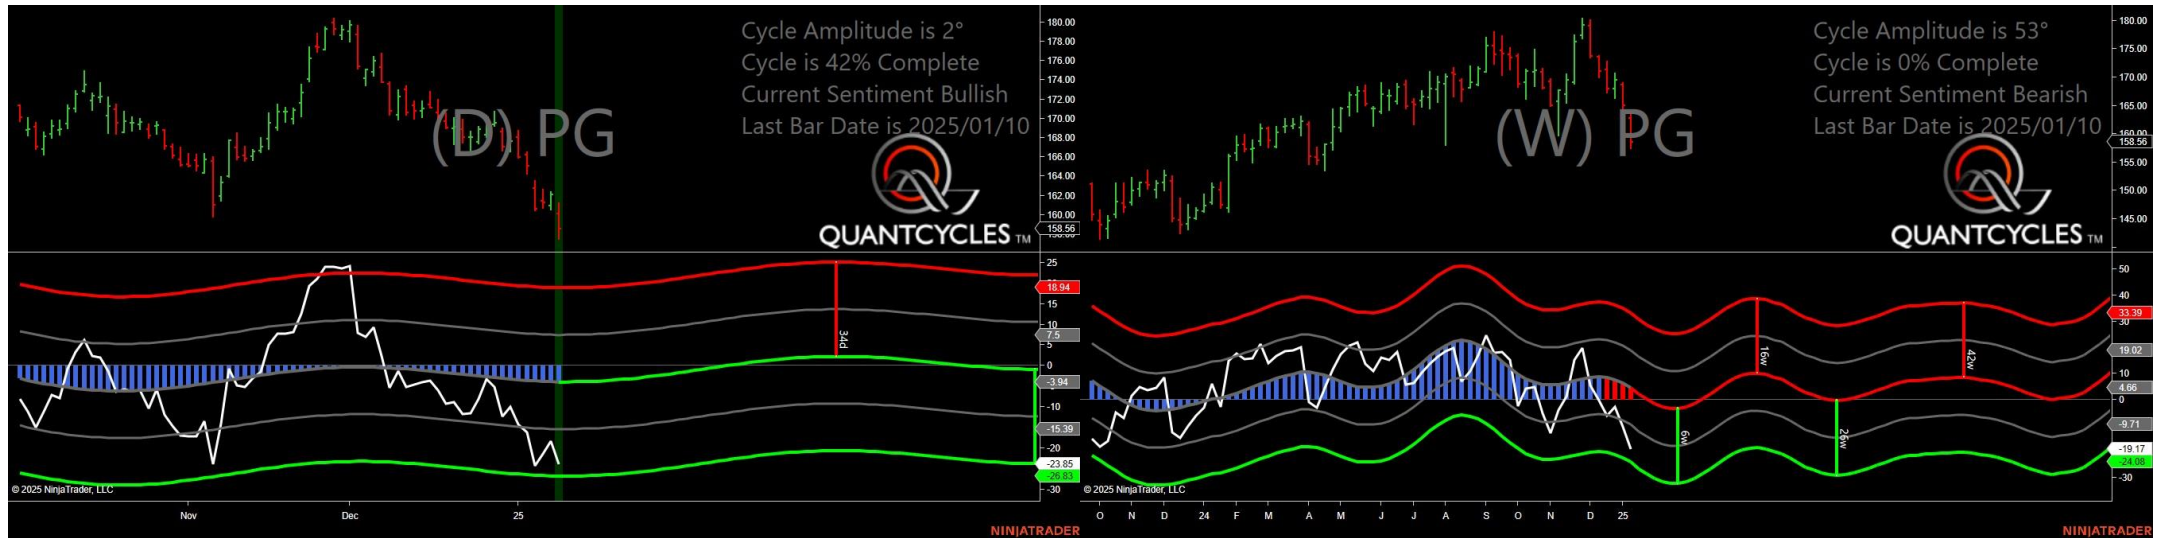 Cycle Amplitude is 2°
Cycle is 42% Complete
Current Sentiment Bullish
Last Bar Date is 2025/01/10
(D) PG
QUANTCYCLES TM
180.00
178.00
176.00
174.00
172.00
170.00
168.00
166.00
164.00
162.00
160.00
158.56
25
18.94
15
10
7.5
5
0
-3.94
-10
-15.39
-20
-23.85
-26.83
-30
34d
© 2025 NinjaTrader, LLC
Nov
Dec
25
NINJATRADER
Cycle Amplitude is 53°
Cycle is 0% Complete
Current Sentiment Bearish
Last Bar Date is 2025/01/10
(W) PG
QUANTCYCLES TM
180.00
175.00
170.00
165.00
160.00
158.56
155.00
150.00
145.00
50
40
33.39
30
19.02
10
4.66
0
-9.71
-19.17
-24.08
-30
16w
42w
6w
26w
© 2025 NinjaTrader, LLC
O N D 24 F M A M J J A S O N D 25
NINJATRADER